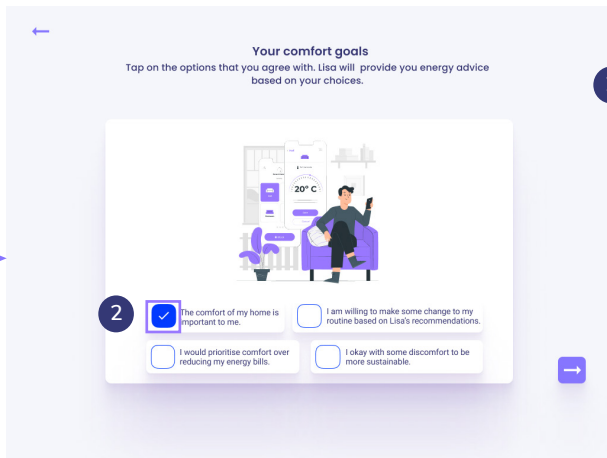 Your comfort goals
Tap on the options that you agree with. Lisa will provide you energy advice
based on your choices.
20° C
2
The comfort of my home is
important to me.
I am willing to make some change to my
routine based on Lisa's recommendations.
I would prioritise comfort over
reducing my energy bills.
I okay with some discomfort to be
more sustainable.